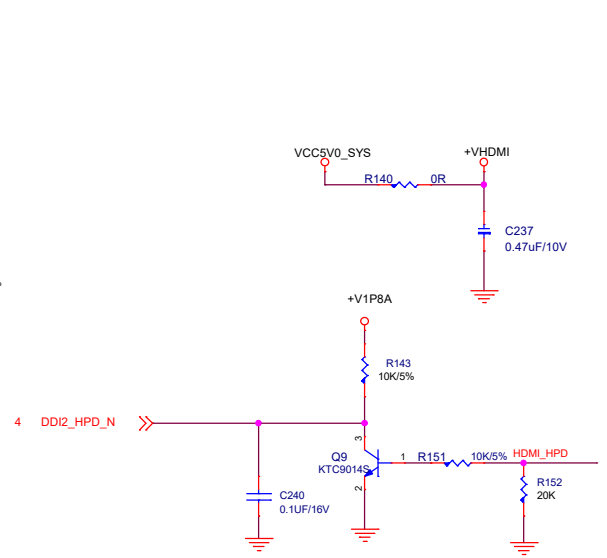 VCC5V0_SYS
+VHDMI
R140
0R
C237
0.47uF/10V
+V1P8A
R143
10K/5%
4 DDI2_HPD_N
3
Q9
KTC9014S
1
R151
10K/5%
HDMI_HPD
2
R152
20K
C240
0.1UF/16V